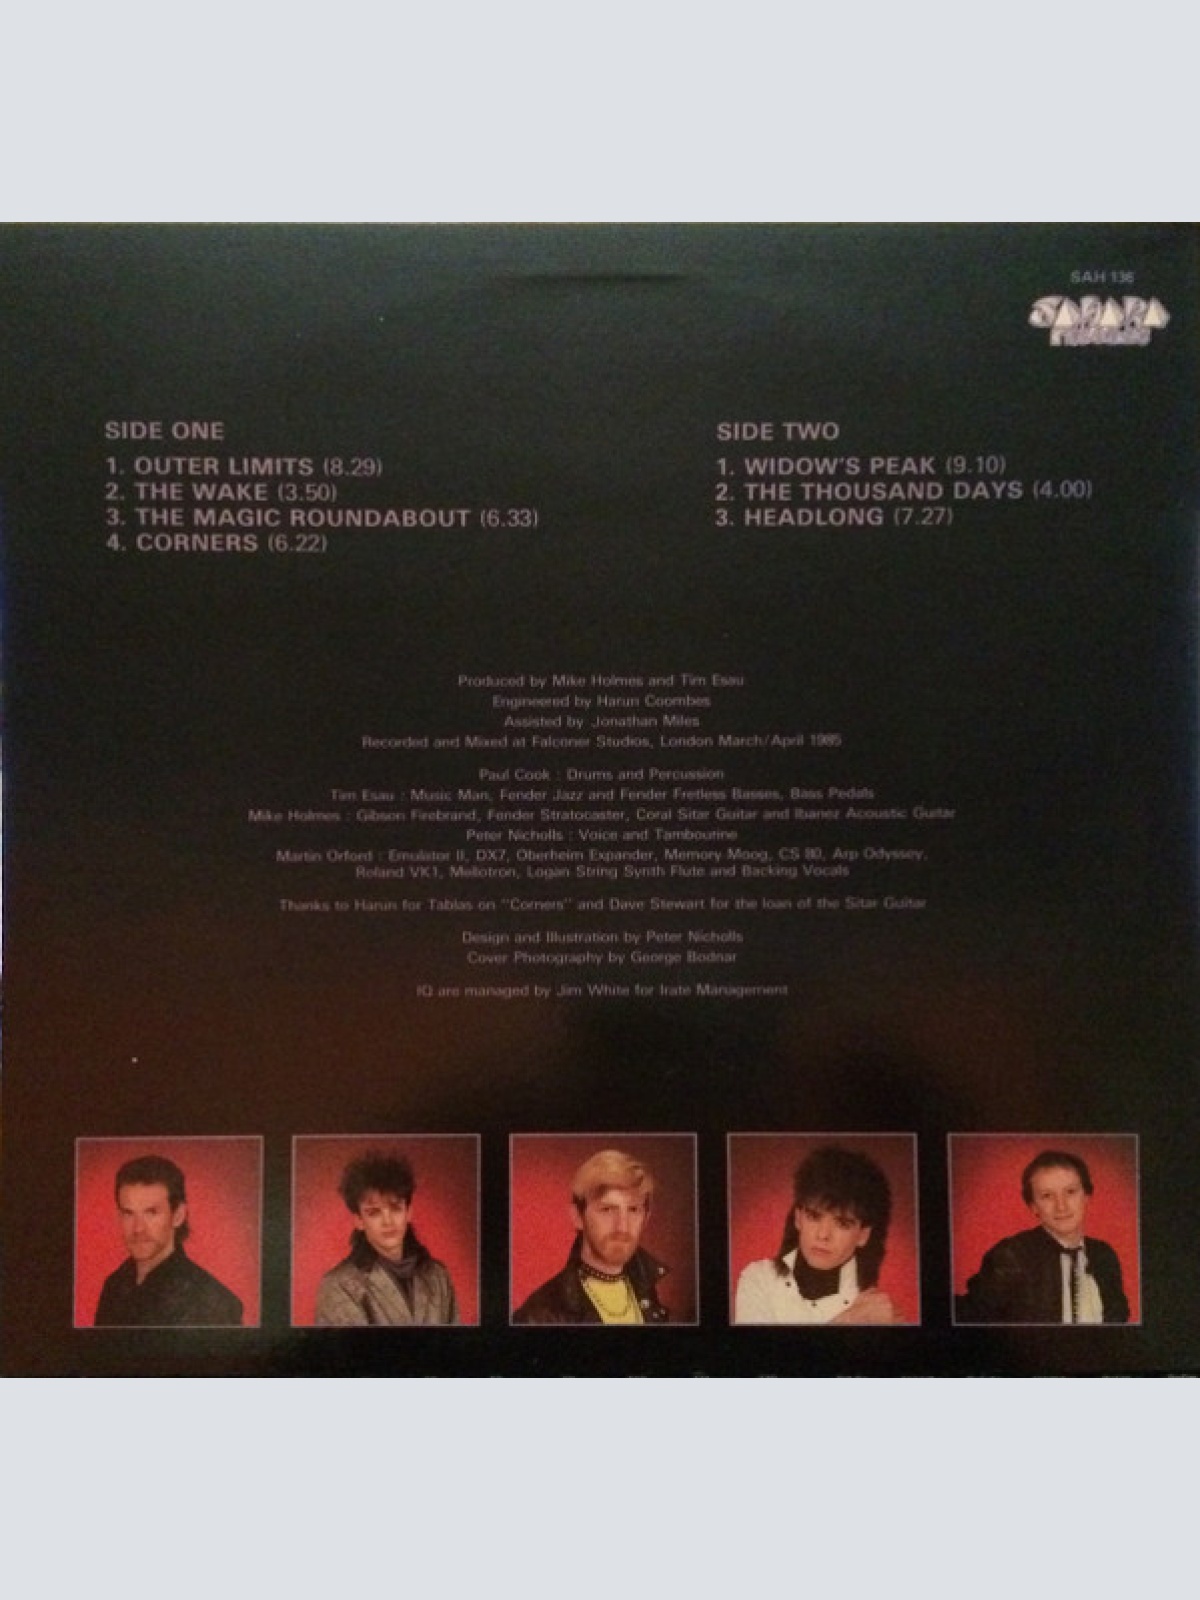 SAH 136
SAHARA
RECORDS
SIDE ONE
1. OUTER LIMITS (8.29)
2. THE WAKE (3.50)
3. THE MAGIC ROUNDABOUT (6.33)
4. CORNERS (6.22)
SIDE TWO
1. WIDOW'S PEAK (9.10)
2. THE THOUSAND DAYS (4.00)
3. HEADLONG (7.27)
Produced by Mike Holmes and Tim Esau
Engineered by Harun Coombes
Assisted by Jonathan Miles
Recorded and Mixed at Falconer Studios, London March/April 1985
Paul Cook : Drums and Percussion
Tim Esau : Music Man, Fender Jazz and Fender Fretless Basses, Bass Pedals
Mike Holmes : Gibson Firebrand, Fender Stratocaster, Coral Sitar Guitar and Ibanez Acoustic Guitar
Peter Nicholls : Voice and Tambourine
Martin Orford : Emulator II, DX7, Oberheim Expander, Memory Moog, CS 80, Arp Odyssey,
Roland VK1, Mellotron, Logan String Synth Flute and Backing Vocals
Thanks to Harun for Tablas on "Corners" and Dave Stewart for the loan of the Sitar Guitar
Design and Illustration by Peter Nicholls
Cover Photography by George Bodnar
IQ are managed by Jim White for Irate Management